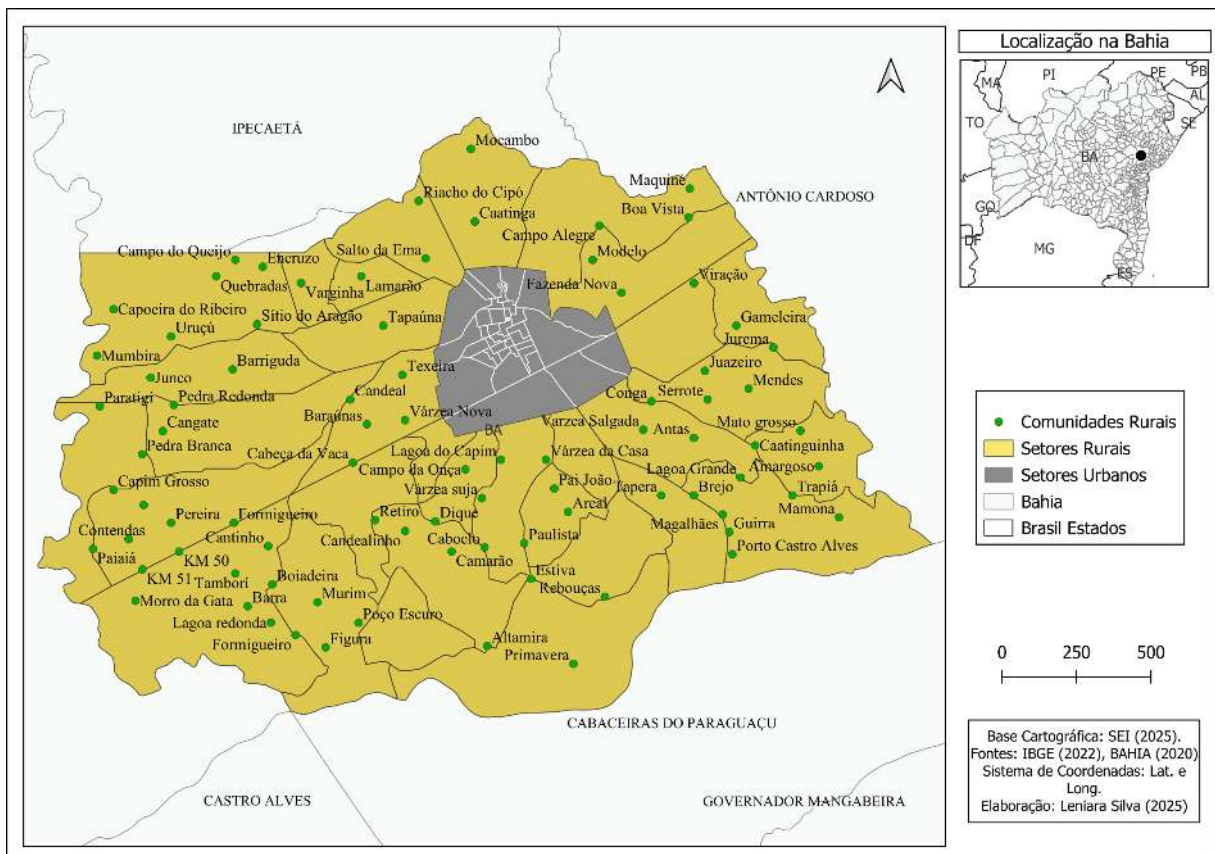 Localização na Bahia
PI
PE
PB
MA
AL
TO
SE
BA
GO
DF
MG
ES
IPECAETÁ
ANTÔNIO CARDOSO
Mocambo
Maquiné
Riacho do Cipó
Boa Vista
Caatinga
Campo Alegre
Campo do Queijo
Encruzo
Salto da Ema
Modelo
Quebradas
Varginha
Lamarão
Fazenda Nova
Viração
Capoeira do Ribeiro
Sítio do Aragão
Tapaúna
Gameleira
Uruçú
Jurema
Mumbira
Barriguda
Texeira
Juazeiro
Junco
Candeal
Mendes
Paratigi
Pedra Redonda
Conga
Serrote
Baraúnas
Várzea Nova
Cangate
Varzea Salgada
Mato grosso
BA
Antas
Pedra Branca
Caatinguinha
Cabeça da Vaca
Lagoa do Capim
Várzea da Casa
Campo da Onça
Lagoa Grande
Amargoso
Capim Grosso
Pai João
Várzea suja
Tapera
Brejo
Trapiá
Arcal
Mamona
Pereira
Formigueiro
Retiro
Dique
Magalhães
Guirra
Contendas
Cantinho
Candealinho
Caboclo
Paulista
Paiaiá
KM 50
Camarão
Porto Castro Alves
KM 51
Tamborí
Boiadeira
Estiva
Rebouças
Morro da Gata
Barra
Murim
Lagoa redonda
Poço Escuro
Formigueiro
Figura
Altamira
Primavera
CABACEIRAS DO PARAGUAÇU
CASTRO ALVES
GOVERNADOR MANGABEIRA
Comunidades Rurais
Setores Rurais
Setores Urbanos
Bahia
Brasil Estados
0 250 500
Base Cartográfica: SEI (2025).
Fontes: IBGE (2022), BAHIA (2020)
Sistema de Coordenadas: Lat. e
Long.
Elaboração: Leniara Silva (2025)